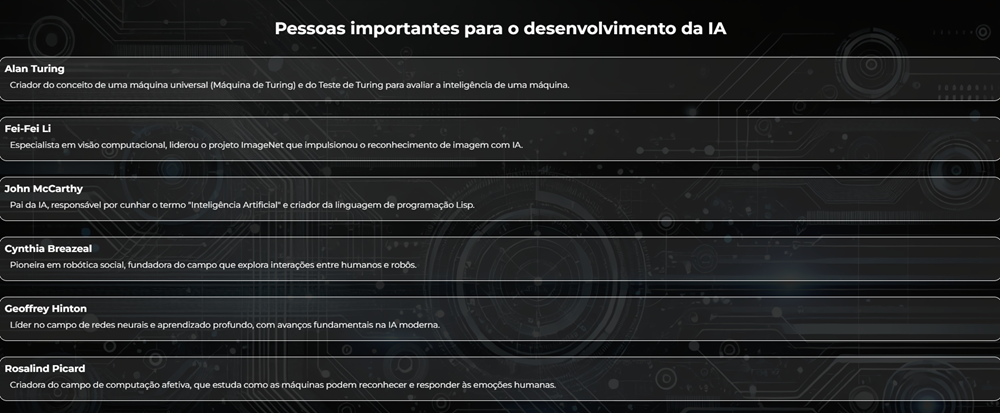 Pessoas importantes para o desenvolvimento da IA
Alan Turing
Criador do conceito de uma máquina universal (Máquina de Turing) e do Teste de Turing para avaliar a inteligência de uma máquina.
Fei-Fei Li
Especialista em visão computacional, liderou o projeto ImageNet que impulsionou o reconhecimento de imagem com IA.
John McCarthy
Pai da IA, responsável por cunhar o termo "Inteligência Artificial" e criador da linguagem de programação Lisp.
Cynthia Breazeal
Pioneira em robótica social, fundadora do campo que explora interações entre humanos e robôs.
Geoffrey Hinton
Líder no campo de redes neurais e aprendizado profundo, com avanços fundamentais na IA moderna.
Rosalind Picard
Criadora do campo de computação afetiva, que estuda como as máquinas podem reconhecer e responder às emoções humanas.